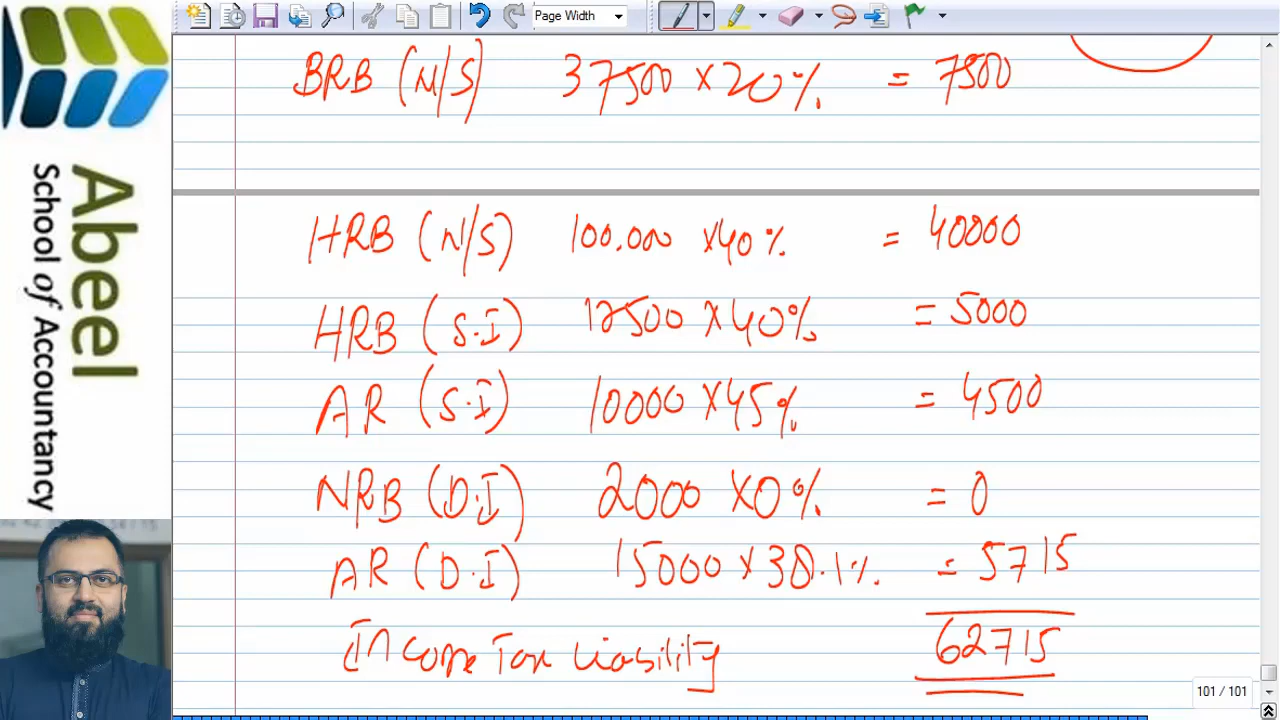 Page Width
BRB (N/S) 37500 x 20% = 7500
HRB (N/S) 100.000 x 40% = 40000
HRB (S.I) 12500 x 40% = 5000
AR (S.I) 10000 x 45% = 4500
NRB (D.I) 2000 x 0% = 0
AR (D.I) 15000 x 38.1% = 5715
Income Tax Liability 62715
Abeel
School of Accountancy
101 / 101